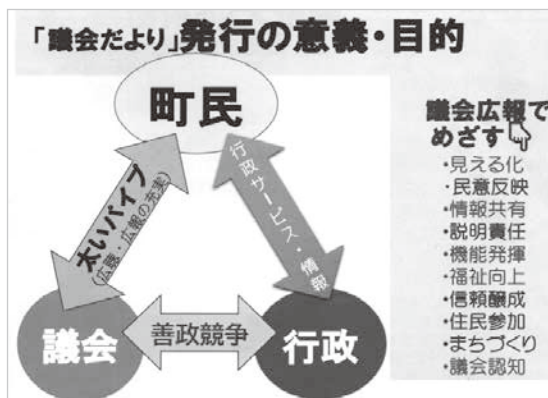 「議会だより」発行の意義・目的
町民
太いパイプ
(広聴・広報の充実)
行政サービス・情報
議会
善政競争
行政
議会広報で
めざす
・見える化
・民意反映
・情報共有
・説明責任
・機能発揮
・福祉向上
・信頼醸成
・住民参加
・まちづくり
・議会認知